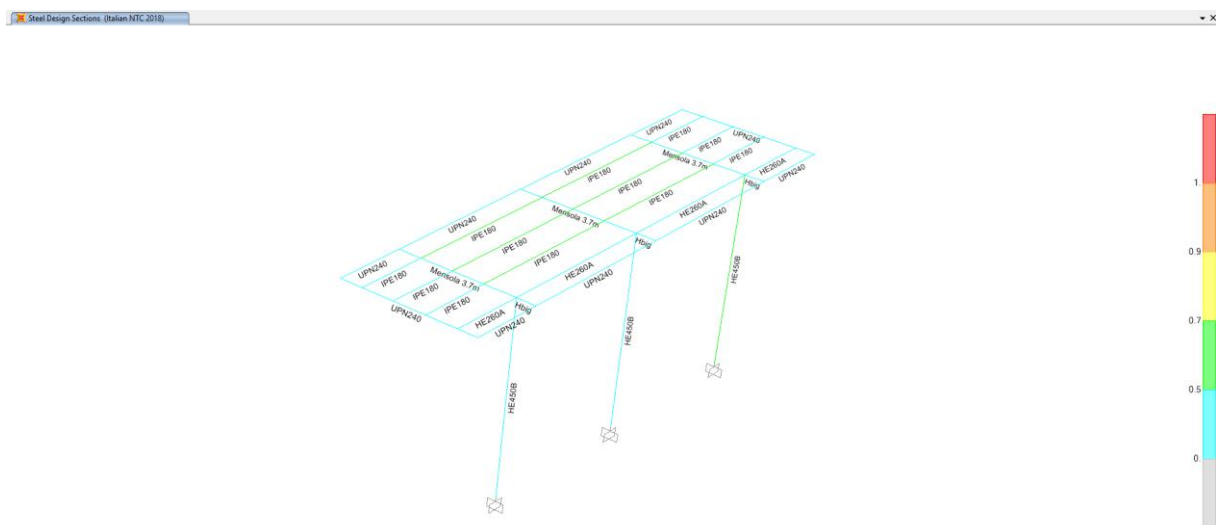 Steel Design Sections (Italian NTC 2018)
UPN240
UPN240
IPE180
IPE180
IPE180
HE260A
UPN240
Mensola 3.7m
Hbig
UPN240
IPE180
IPE180
IPE180
HE260A
UPN240
Mensola 3.7m
Hbig
UPN240
IPE180
IPE180
IPE180
HE260A
UPN240
Mensola 3.7m
Hbig
UPN240
IPE180
IPE180
IPE180
HE260A
UPN240
UPN240
HE450B
HE450B
HE450B
1.
0.9
0.7
0.5
0.